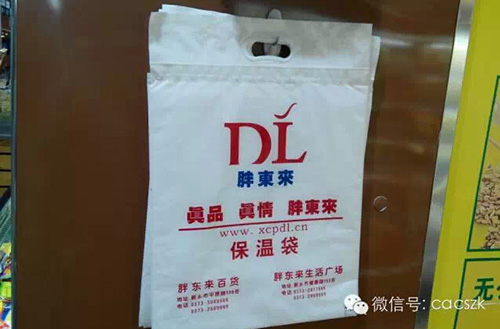 DL
胖東來
真品 真情 胖東來
www.xcpdl.cn
保温袋
胖东来百货
胖东来生活广场
无
微信号: cacszk